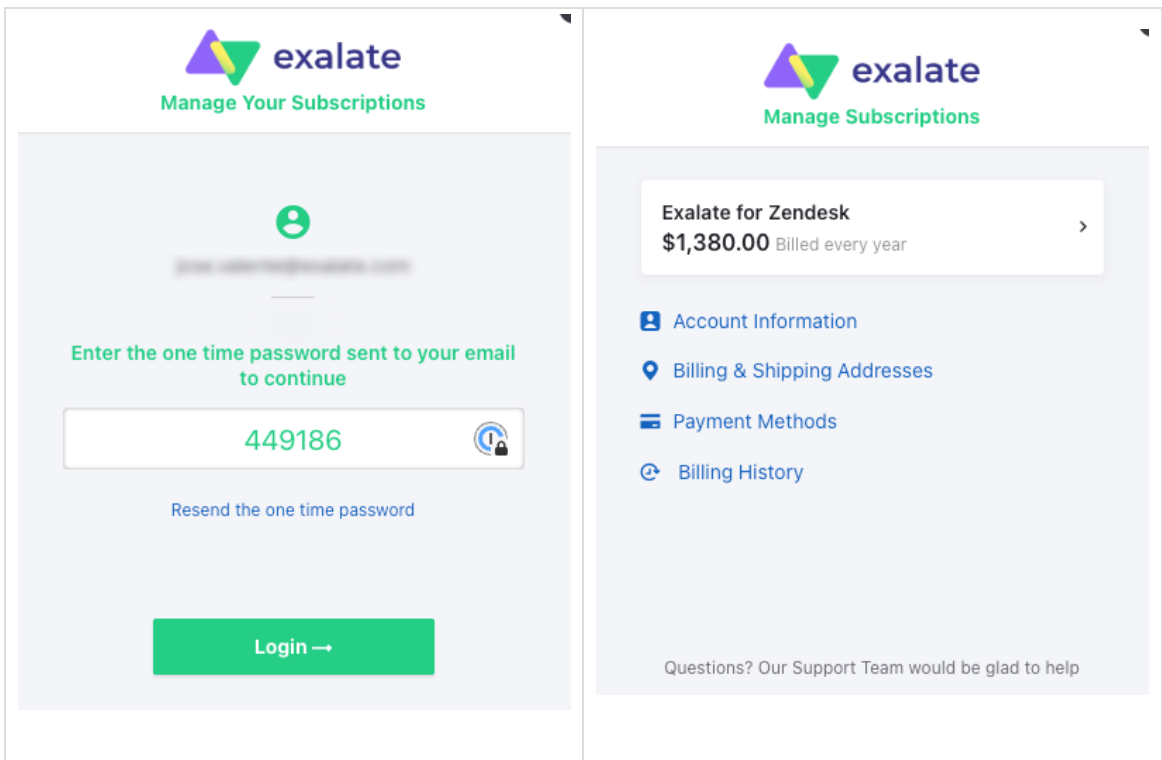 exalate
Manage Your Subscriptions
Enter the one time password sent to your email
to continue
449186
Resend the one time password
Login →
exalate
Manage Subscriptions
Exalate for Zendesk
$1,380.00 Billed every year
Account Information
Billing & Shipping Addresses
Payment Methods
Billing History
Questions? Our Support Team would be glad to help